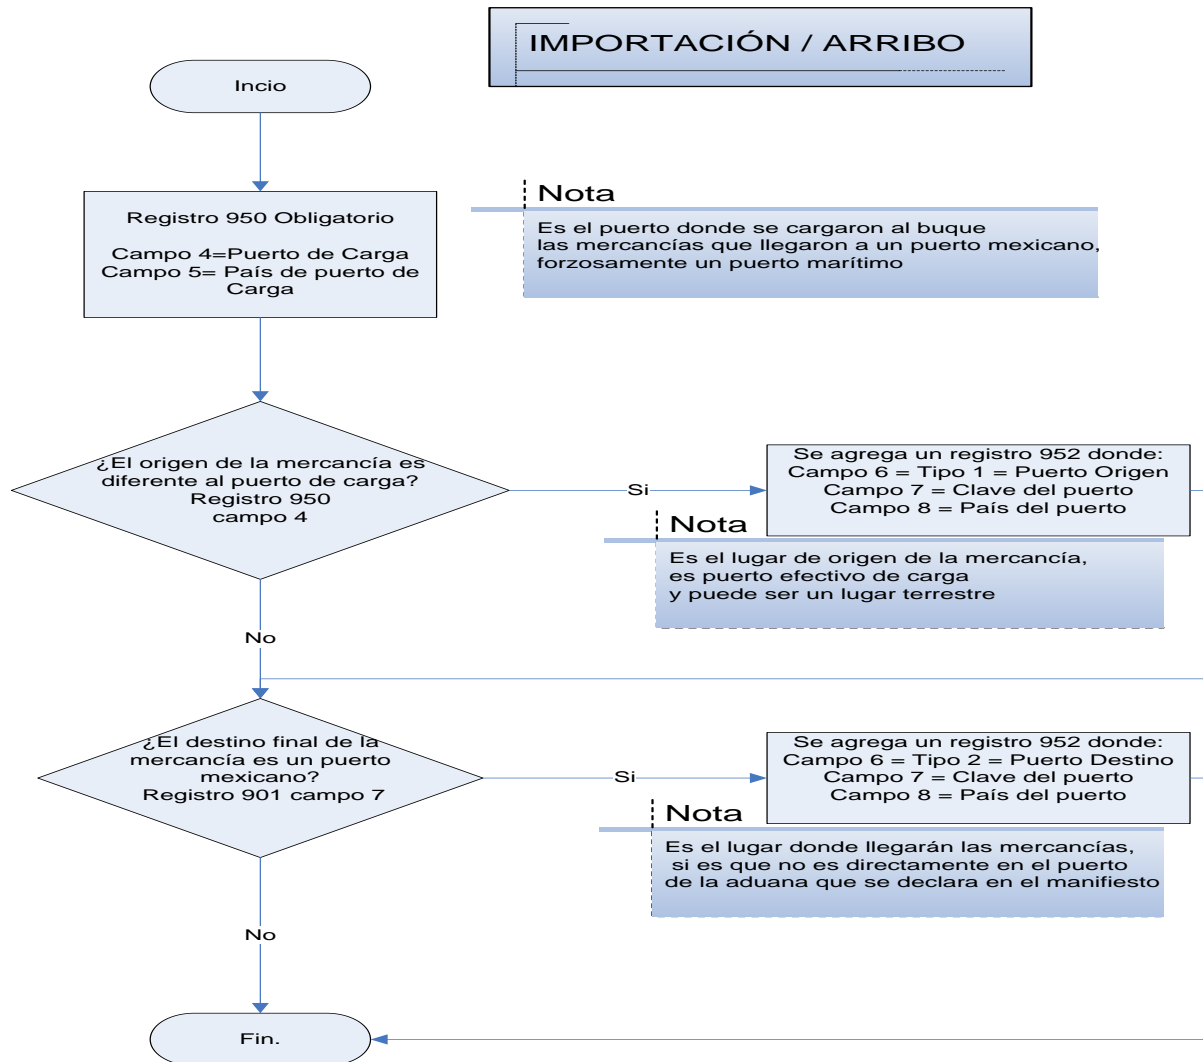 IMPORTACIÓN / ARRIBO
Incio
Registro 950 Obligatorio
Campo 4=Puerto de Carga
Campo 5= País de puerto de
Carga
Nota
Es el puerto donde se cargaron al buque
las mercancías que llegaron a un puerto mexicano,
forzosamente un puerto marítimo
¿El origen de la mercancía es
diferente al puerto de carga?
Registro 950
campo 4
Si
Se agrega un registro 952 donde:
Campo 6 = Tipo 1 = Puerto Origen
Campo 7 = Clave del puerto
Campo 8 = País del puerto
Nota
Es el lugar de origen de la mercancía,
es puerto efectivo de carga
y puede ser un lugar terrestre
No
¿El destino final de la
mercancía es un puerto
mexicano?
Registro 901 campo 7
Si
Se agrega un registro 952 donde:
Campo 6 = Tipo 2 = Puerto Destino
Campo 7 = Clave del puerto
Campo 8 = País del puerto
Nota
Es el lugar donde llegarán las mercancías,
si es que no es directamente en el puerto
de la aduana que se declara en el manifiesto
No
Fin.